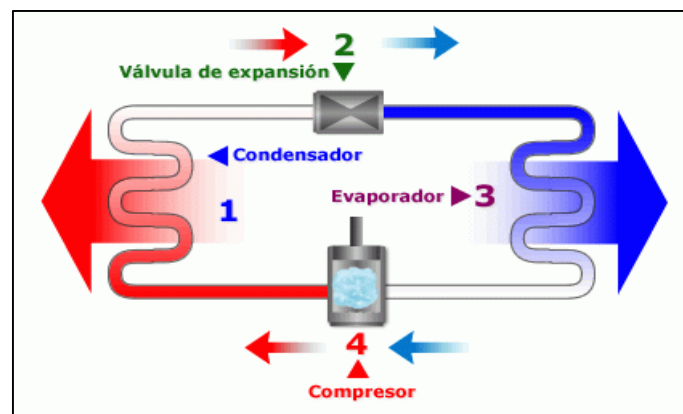 2
Válvula de expansión
Condensador
1
Evaporador
3
4
Compresor